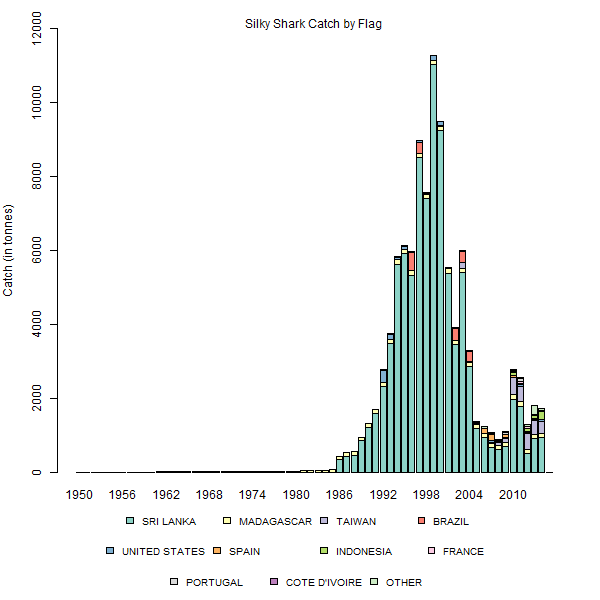 Silky Shark Catch by Flag
Catch (in tonnes)
12000
10000
8000
6000
4000
2000
0
1950 1956 1962 1968 1974 1980 1986 1992 1998 2004 2010
SRI LANKA MADAGASCAR TAIWAN BRAZIL
UNITED STATES SPAIN INDONESIA FRANCE
PORTUGAL COTE D'IVOIRE OTHER